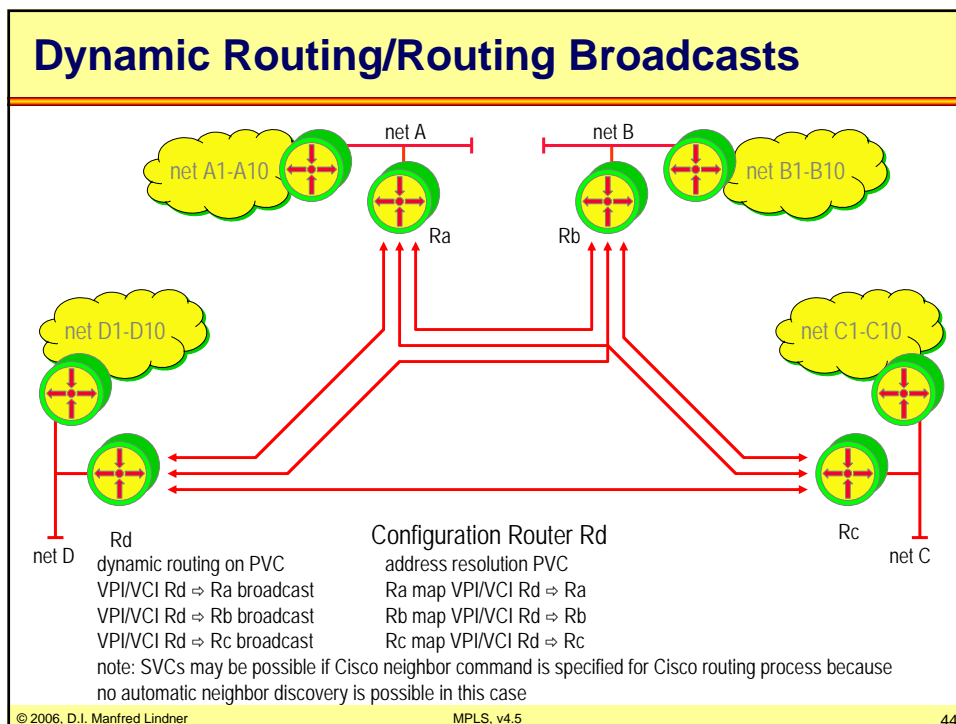 Dynamic Routing/Routing Broadcasts
net A
net B
net A1-A10
net B1-B10
Ra
Rb
net D1-D10
net C1-C10
Rd
Configuration Router Rd
Rc
net D
net C
dynamic routing on PVC
address resolution PVC
VPI/VCI Rd ⇨ Ra broadcast
Ra map VPI/VCI Rd ⇨ Ra
VPI/VCI Rd ⇨ Rb broadcast
Rb map VPI/VCI Rd ⇨ Rb
VPI/VCI Rd ⇨ Rc broadcast
Rc map VPI/VCI Rd ⇨ Rc
note: SVCs may be possible if Cisco neighbor command is specified for Cisco routing process because
no automatic neighbor discovery is possible in this case
© 2006, D.I. Manfred Lindner
MPLS, v4.5
44